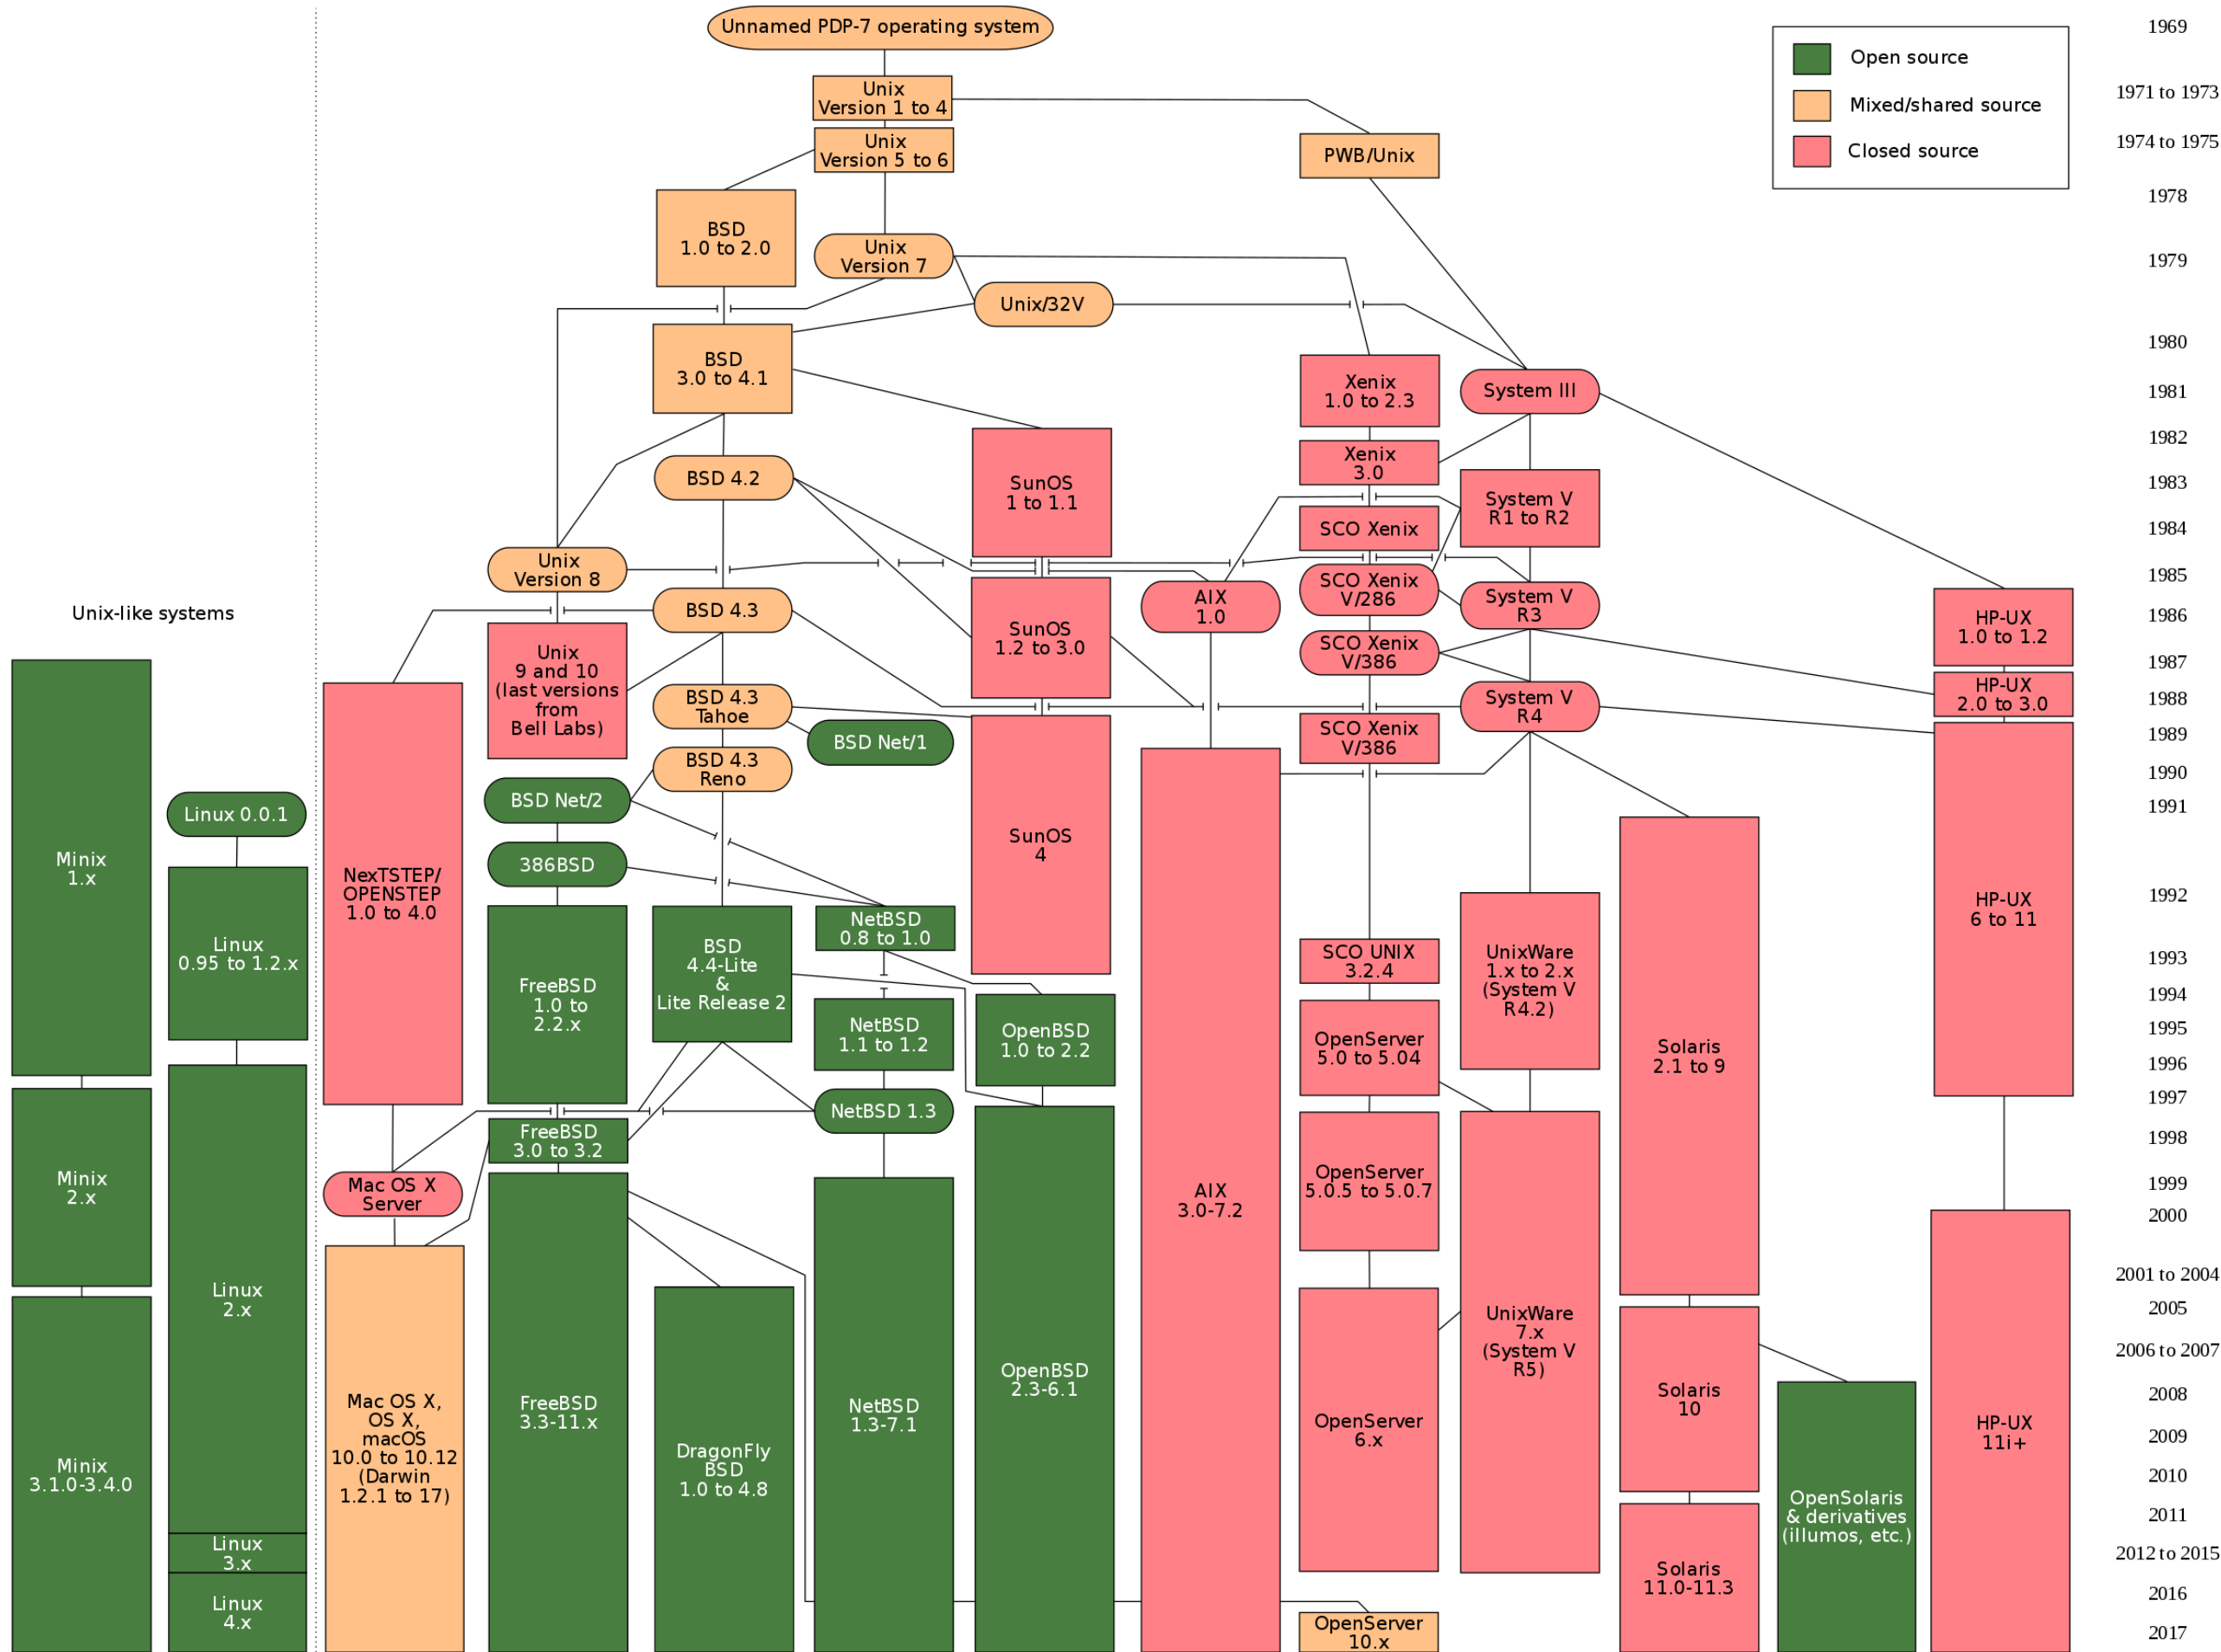 Unnamed PDP-7 operating system
1969
Open source
Mixed/shared source
Closed source
Unix
Version 1 to 4
1971 to 1973
Unix
Version 5 to 6
PWB/Unix
1974 to 1975
1978
BSD
1.0 to 2.0
Unix
Version 7
1979
Unix/32V
1980
BSD
3.0 to 4.1
Xenix
1.0 to 2.3
System III
1981
1982
Xenix
3.0
BSD 4.2
SunOS
1 to 1.1
System V
R1 to R2
1983
SCO Xenix
1984
Unix
Version 8
SCO Xenix
V/286
1985
BSD 4.3
AIX
1.0
System V
R3
HP-UX
1.0 to 1.2
1986
Unix-like systems
SunOS
1.2 to 3.0
SCO Xenix
V/386
1987
Unix
9 and 10
(last versions
from
Bell Labs)
BSD 4.3
Tahoe
System V
R4
HP-UX
2.0 to 3.0
1988
BSD Net/1
SCO Xenix
V/386
1989
BSD 4.3
Reno
1990
BSD Net/2
1991
Linux 0.0.1
SunOS
4
Minix
1.x
386BSD
NexTSTEP/
OPENSTEP
1.0 to 4.0
1992
HP-UX
6 to 11
NetBSD
0.8 to 1.0
Linux
0.95 to 1.2.x
BSD
4.4-Lite
&
Lite Release 2
SCO UNIX
3.2.4
UnixWare
1.x to 2.x
(System V
R4.2)
1993
FreeBSD
1.0 to
2.2.x
1994
NetBSD
1.1 to 1.2
OpenBSD
1.0 to 2.2
OpenServer
5.0 to 5.04
Solaris
2.1 to 9
1995
1996
NetBSD 1.3
1997
FreeBSD
3.0 to 3.2
1998
Minix
2.x
Mac OS X
Server
AIX
3.0-7.2
OpenServer
5.0.5 to 5.0.7
1999
2000
2001 to 2004
Linux
2.x
UnixWare
7.x
(System V
R5)
2005
2006 to 2007
OpenBSD
2.3-6.1
Mac OS X,
OS X,
macOS
10.0 to 10.12
(Darwin
1.2.1 to 17)
FreeBSD
3.3-11.x
NetBSD
1.3-7.1
Solaris
10
2008
OpenServer
6.x
HP-UX
11i+
2009
DragonFly
BSD
1.0 to 4.8
Minix
3.1.0-3.4.0
2010
OpenSolaris
& derivatives
(illumos, etc.)
2011
Linux
3.x
2012 to 2015
Solaris
11.0-11.3
2016
Linux
4.x
OpenServer
10.x
2017